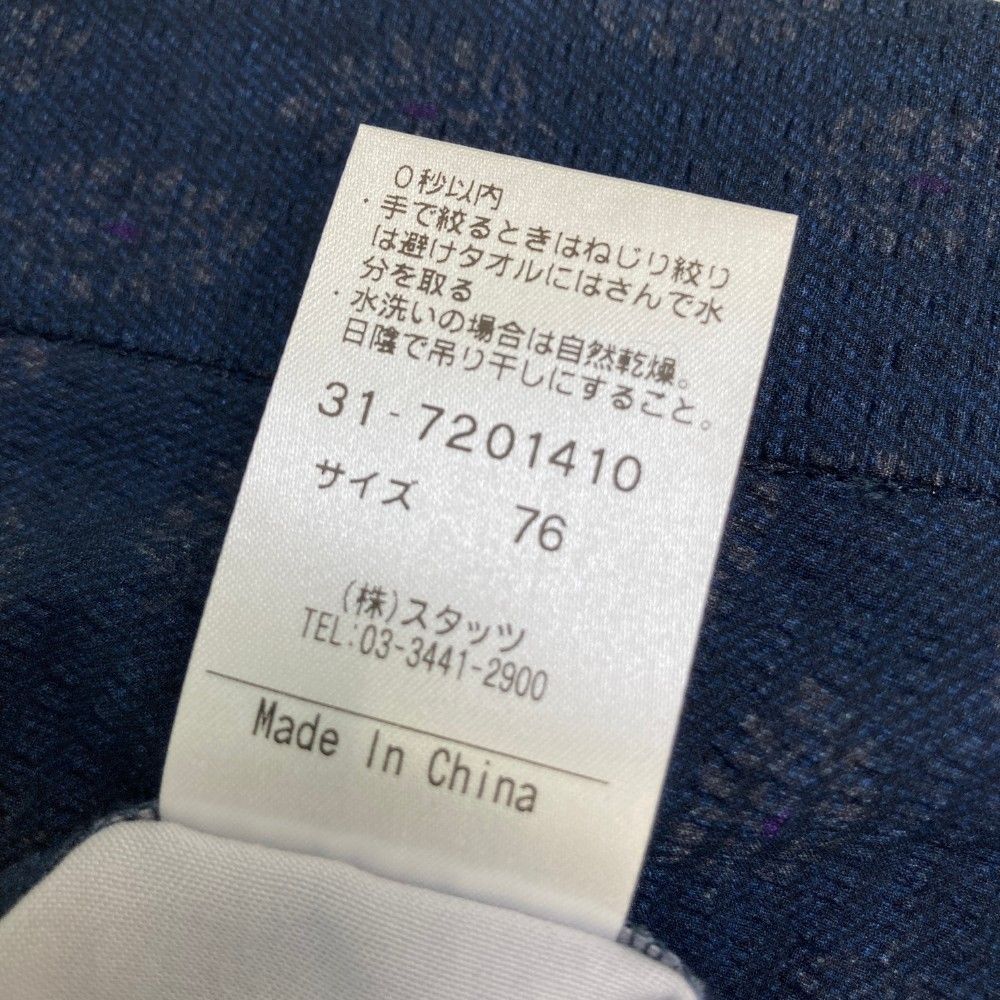 0秒以内
・手で絞るときはねじり絞り
は避けタオルにはさんで水
分を取る
・水洗いの場合は自然乾燥。
日陰で吊り干しにすること。
31-7201410
サイズ 76
(株)スタッツ
TEL:03-3441-2900
Made In China